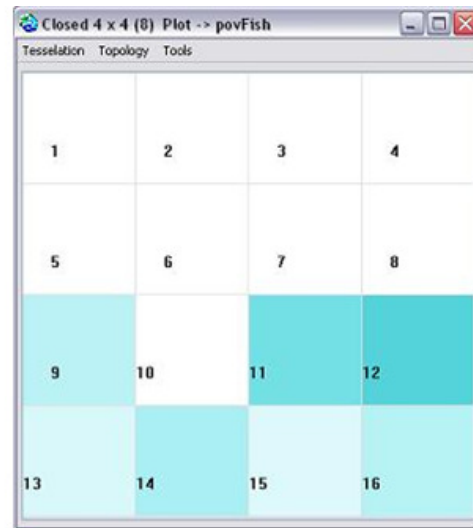 Closed 4 x 4 (8) Plot -> povFish
Tesselation Topology Tools
1 2 3 4
5 6 7 8
9 10 11 12
13 14 15 16